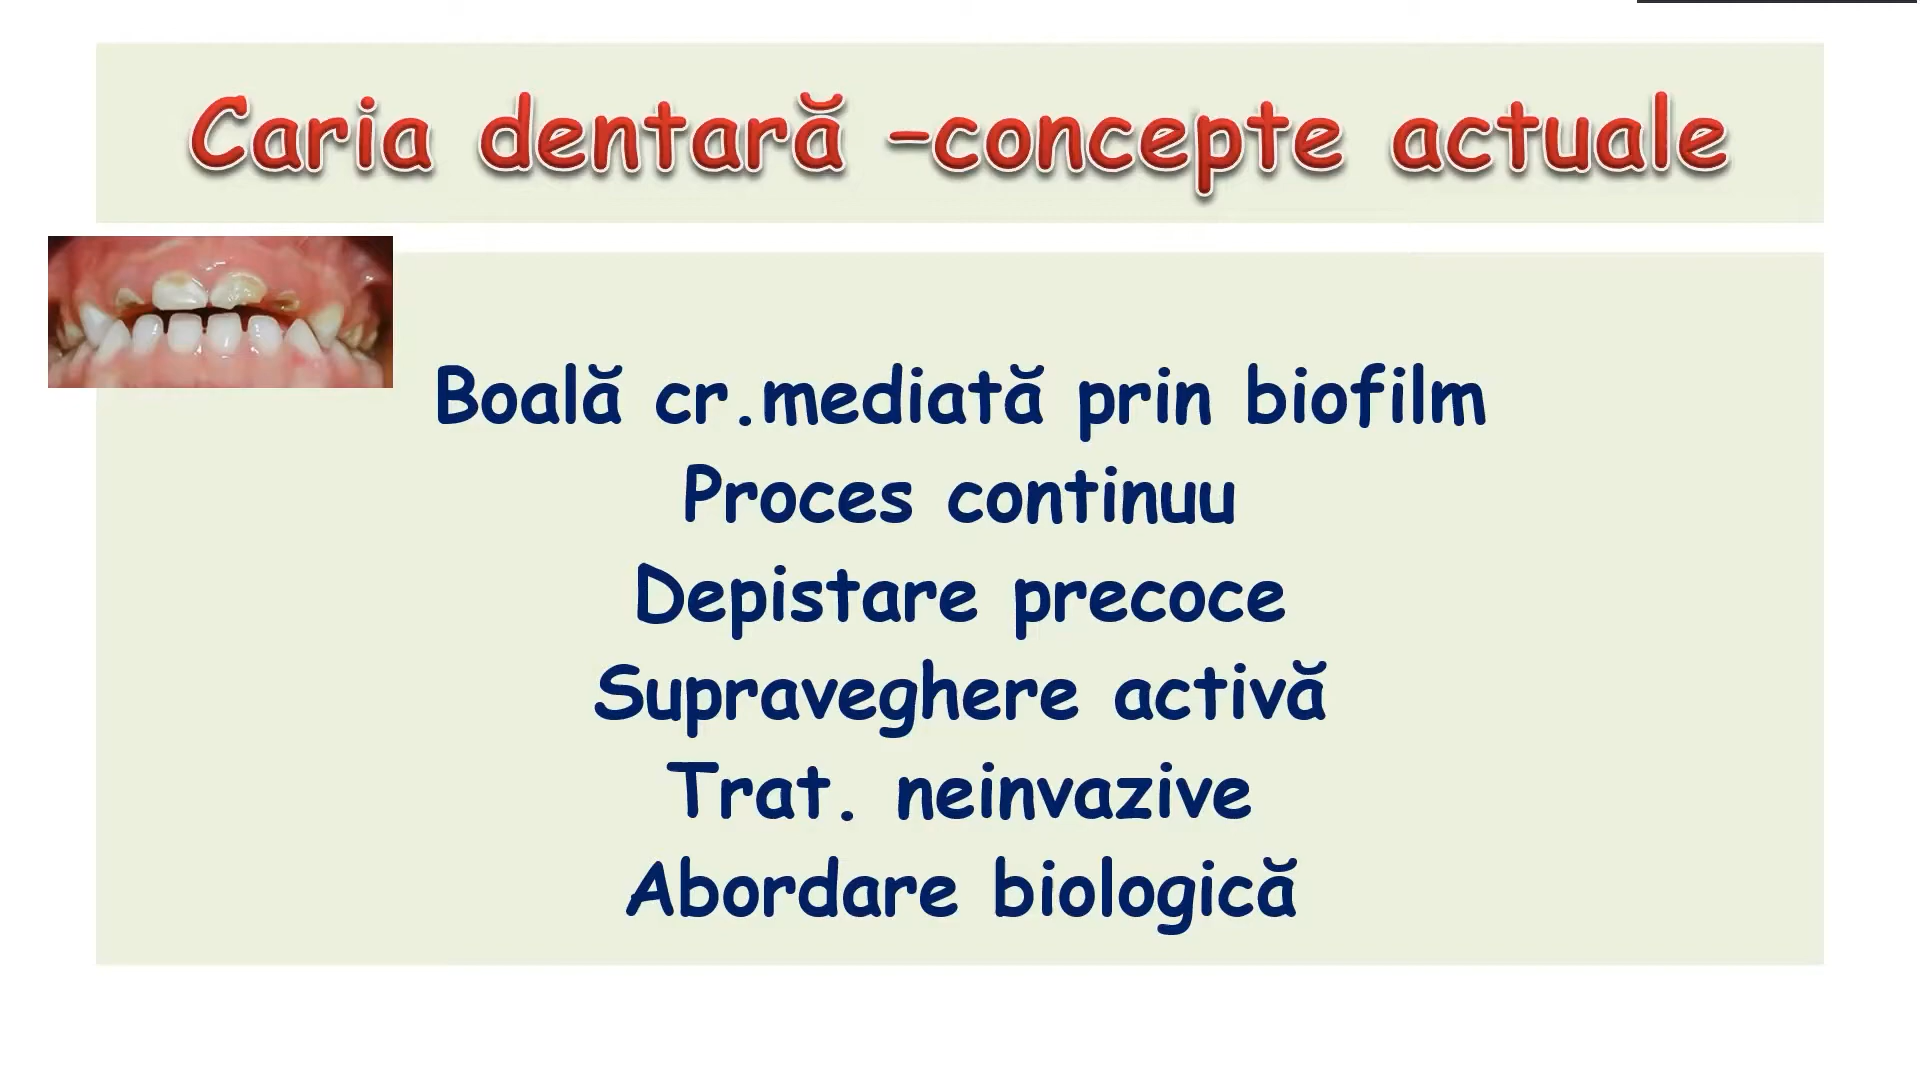 Caria dentară –concepte actuale
Boală cr.mediată prin biofilm
Proces continuu
Depistare precoce
Supraveghere activă
Trat. neinvazive
Abordare biologică